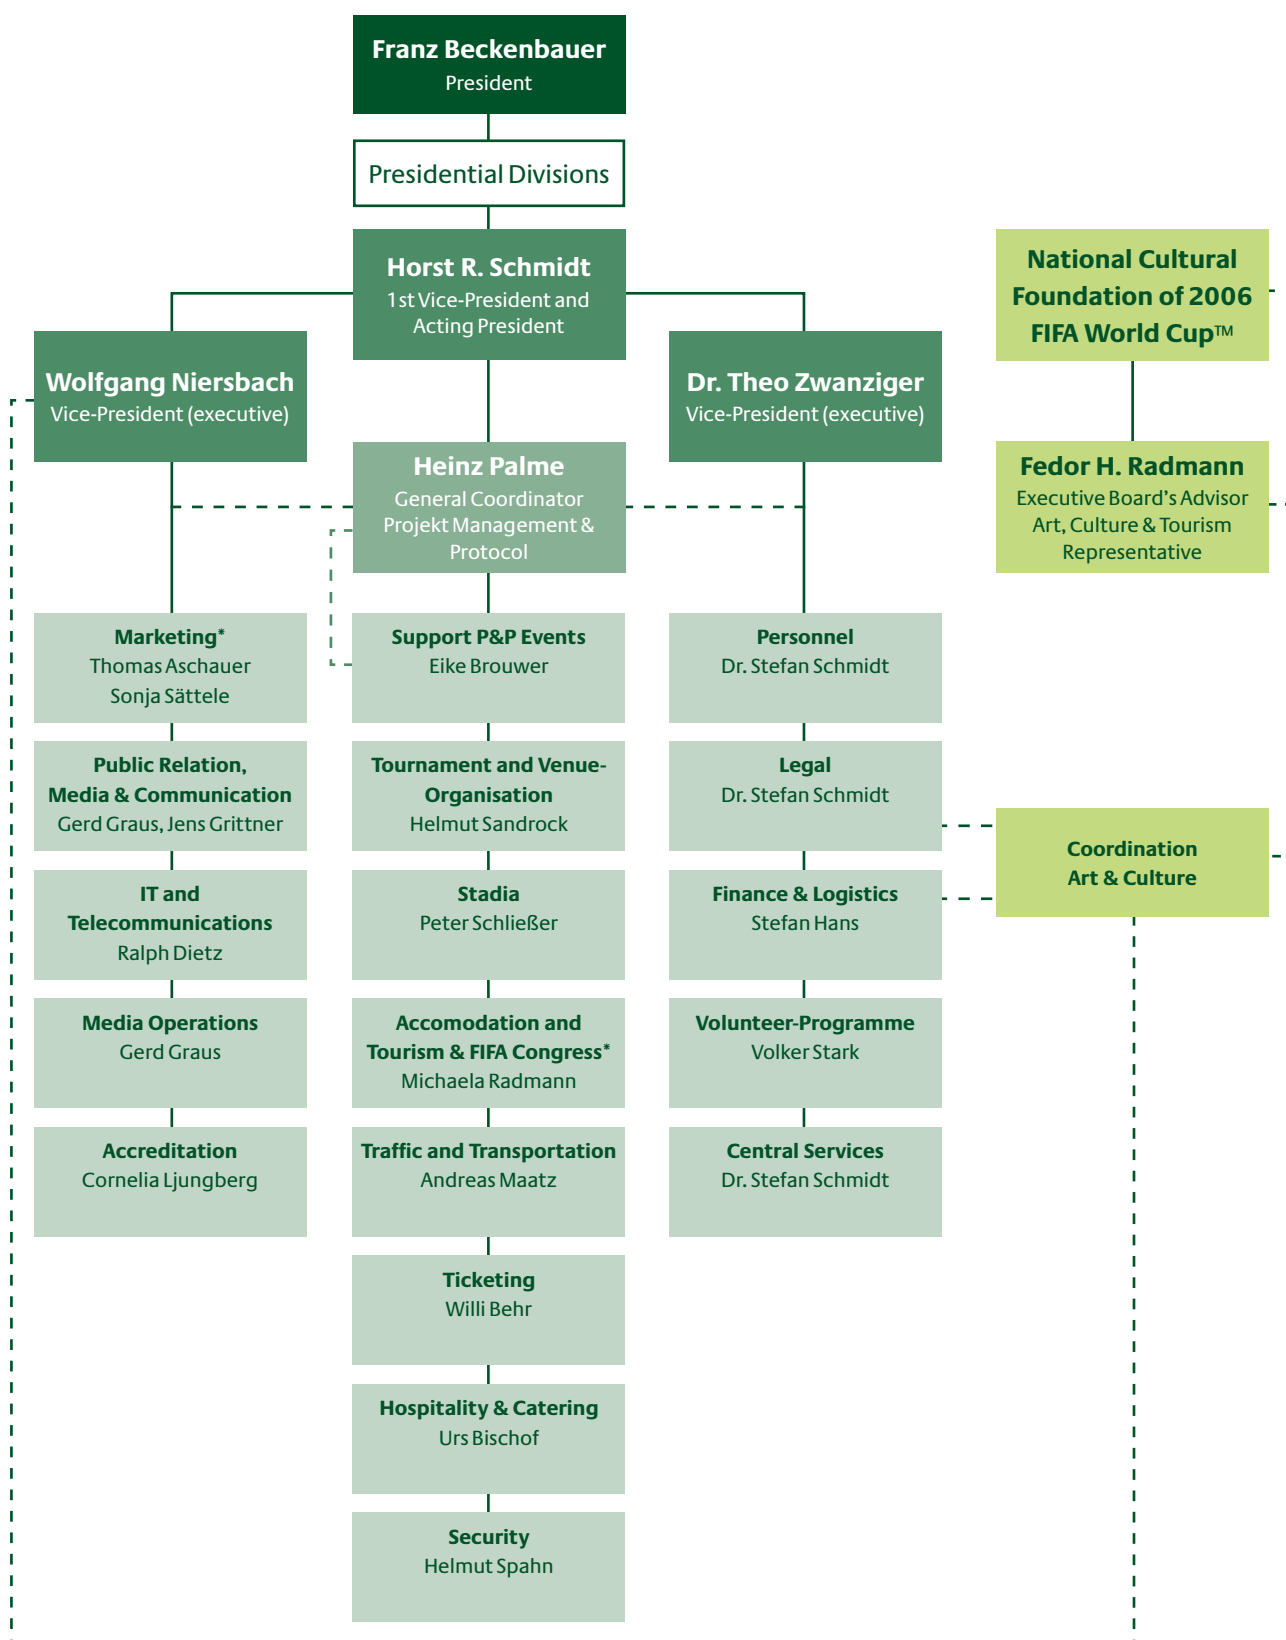 Franz Beckenbauer
President
Presidential Divisions
Horst R. Schmidt
1st Vice-President and
Acting President
National Cultural
Foundation of 2006
FIFA World Cup™
Wolfgang Niersbach
Vice-President (executive)
Dr. Theo Zwanziger
Vice-President (executive)
Heinz Palme
General Coordinator
Projekt Management &
Protocol
Fedor H. Radmann
Executive Board's Advisor
Art, Culture & Tourism
Representative
Marketing*
Thomas Aschauer
Sonja Sättele
Support P&P Events
Eike Brouwer
Personnel
Dr. Stefan Schmidt
Public Relation,
Media & Communication
Gerd Graus, Jens Grittner
Tournament and Venue-
Organisation
Helmut Sandrock
Legal
Dr. Stefan Schmidt
Coordination
Art & Culture
IT and
Telecommunications
Ralph Dietz
Stadia
Peter Schließer
Finance & Logistics
Stefan Hans
Media Operations
Gerd Graus
Accomodation and
Tourism & FIFA Congress*
Michaela Radmann
Volunteer-Programme
Volker Stark
Accreditation
Cornelia Ljungberg
Traffic and Transportation
Andreas Maatz
Central Services
Dr. Stefan Schmidt
Ticketing
Willi Behr
Hospitality & Catering
Urs Bischof
Security
Helmut Spahn